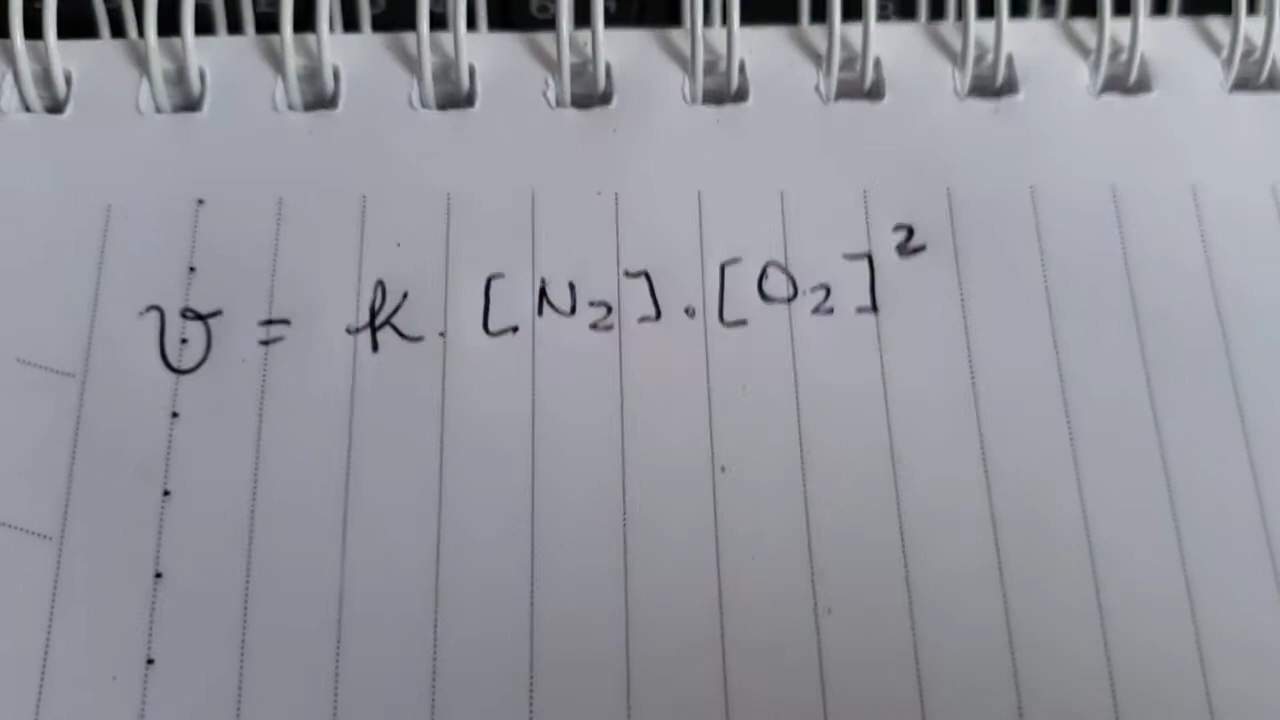 v = k. [N₂]. [O₂]²